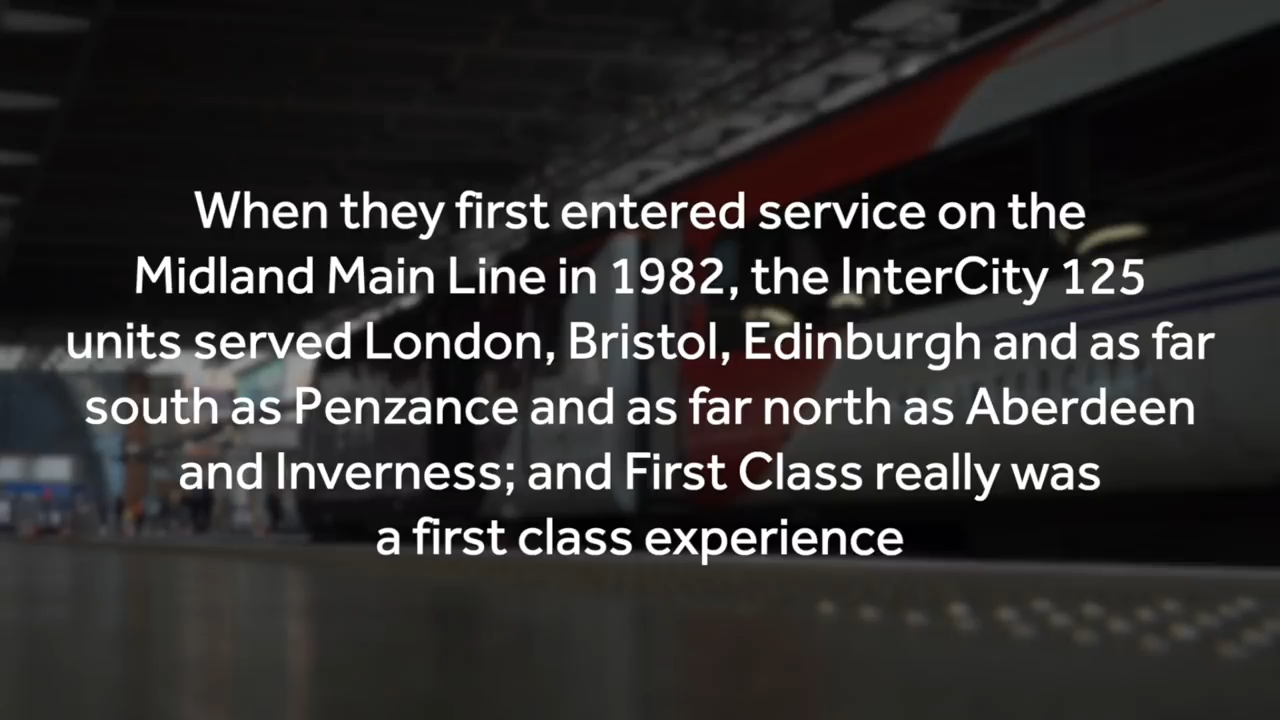 When they first entered service on the
Midland Main Line in 1982, the InterCity 125
units served London, Bristol, Edinburgh and as far
south as Penzance and as far north as Aberdeen
and Inverness; and First Class really was
a first class experience